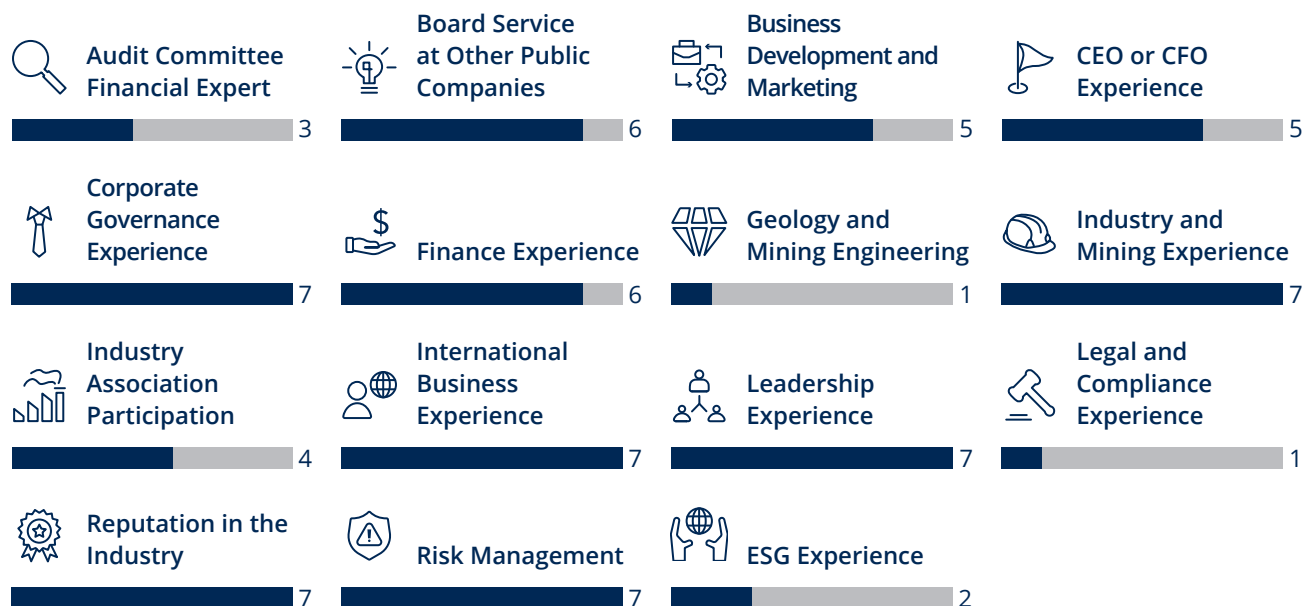 Audit Committee
Financial Expert
3
Board Service
at Other Public
Companies
6
Business
Development and
Marketing
5
CEO or CFO
Experience
5
Corporate
Governance
Experience
7
$
Finance Experience
6
Geology and
Mining Engineering
1
Industry and
Mining Experience
7
Industry
Association
Participation
4
International
Business
Experience
7
Leadership
Experience
7
Legal and
Compliance
Experience
1
Reputation in the
Industry
7
Risk Management
7
ESG Experience
2